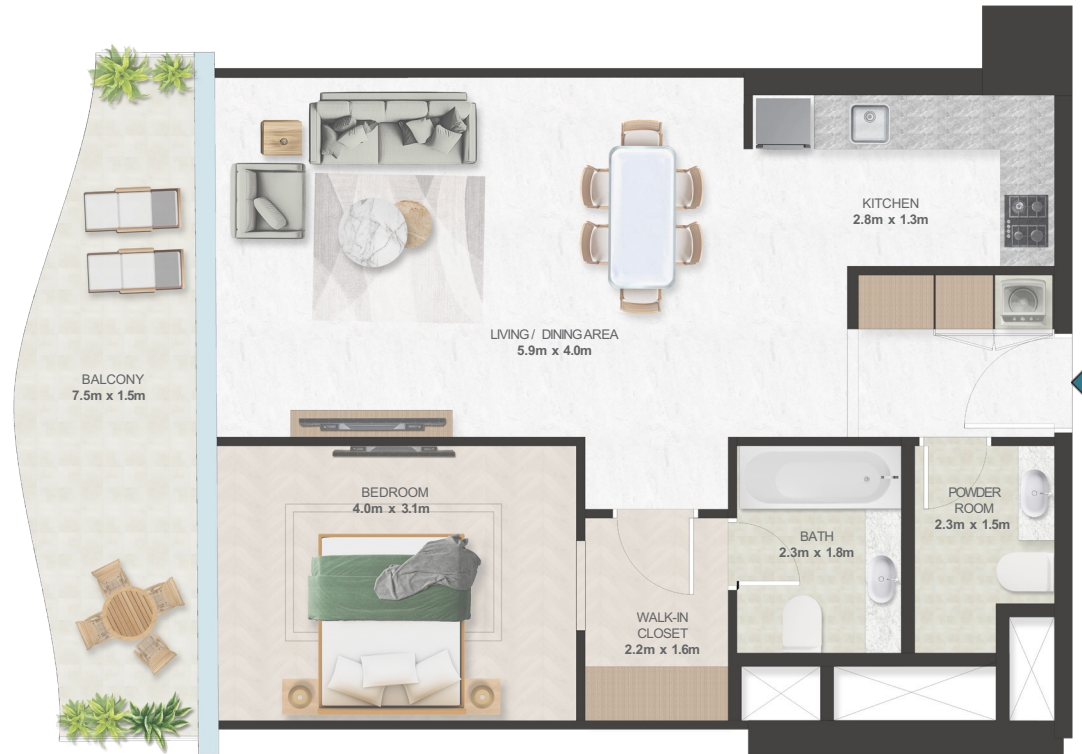 KITCHEN
2.8m x 1.3m
LIVING / DINING AREA
5.9m x 4.0m
BALCONY
7.5m x 1.5m
BEDROOM
4.0m x 3.1m
POWDER
ROOM
2.3m x 1.5m
BATH
2.3m x 1.8m
WALK-IN
CLOSET
2.2m x 1.6m